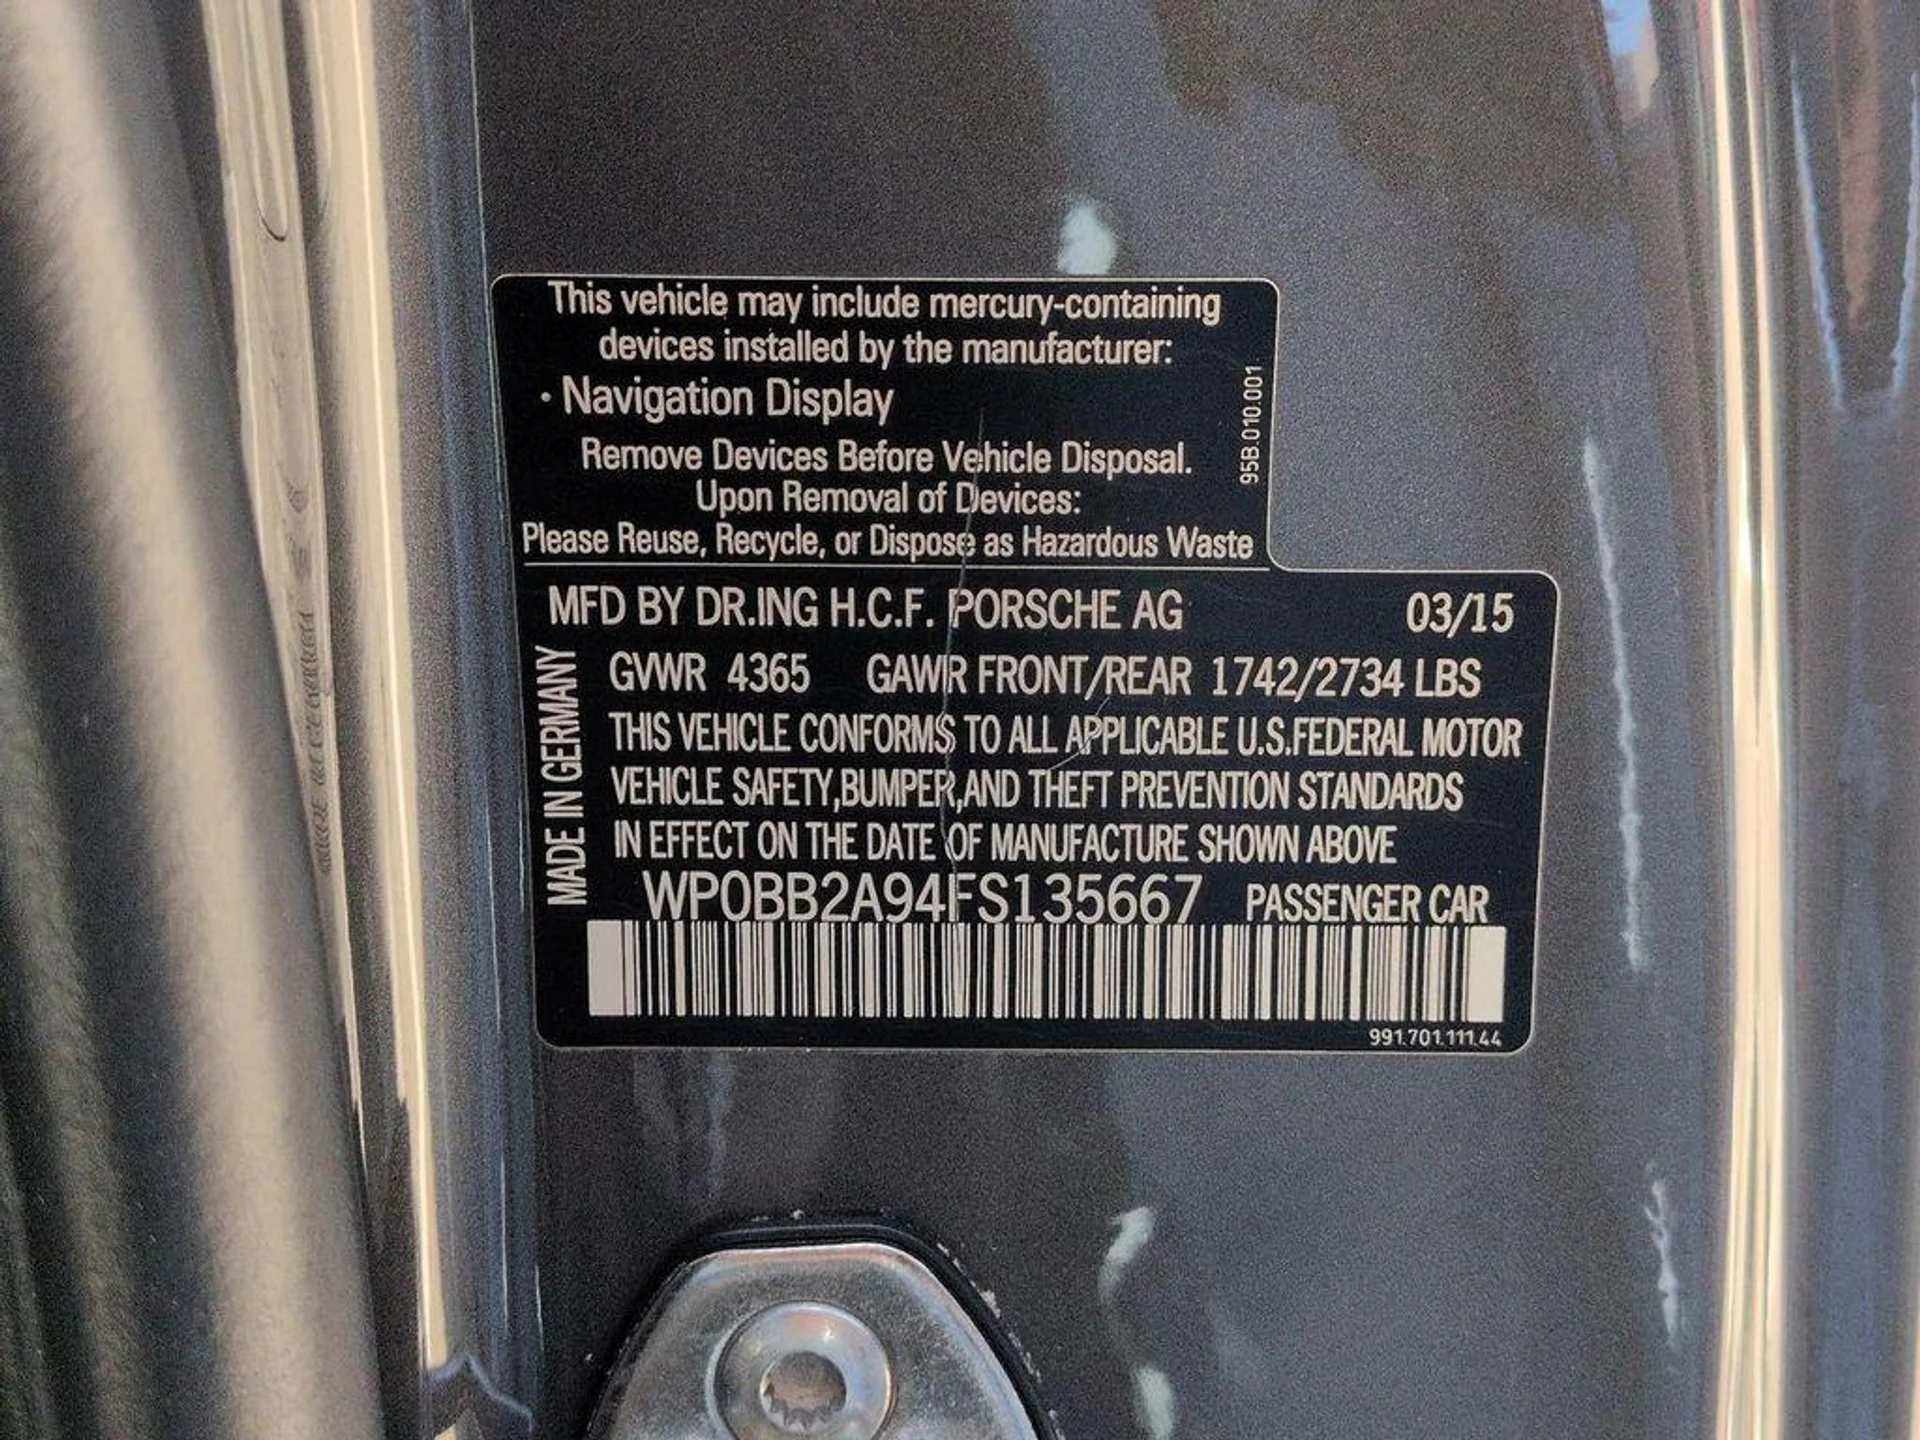 This vehicle may include mercury-containing
devices installed by the manufacturer:
· Navigation Display
Remove Devices Before Vehicle Disposal.
Upon Removal of Devices:
Please Reuse, Recycle, or Dispose as Hazardous Waste
95B.010.001
MFD BY DR.ING H.C.F. PORSCHE AG 03/15
GVWR 4365 GAWR FRONT/REAR 1742/2734 LBS
THIS VEHICLE CONFORMS TO ALL APPLICABLE U.S.FEDERAL MOTOR
VEHICLE SAFETY,BUMPER,AND THEFT PREVENTION STANDARDS
IN EFFECT ON THE DATE OF MANUFACTURE SHOWN ABOVE
MADE IN GERMANY
WP0BB2A94FS135667 PASSENGER CAR
991.701.111.44